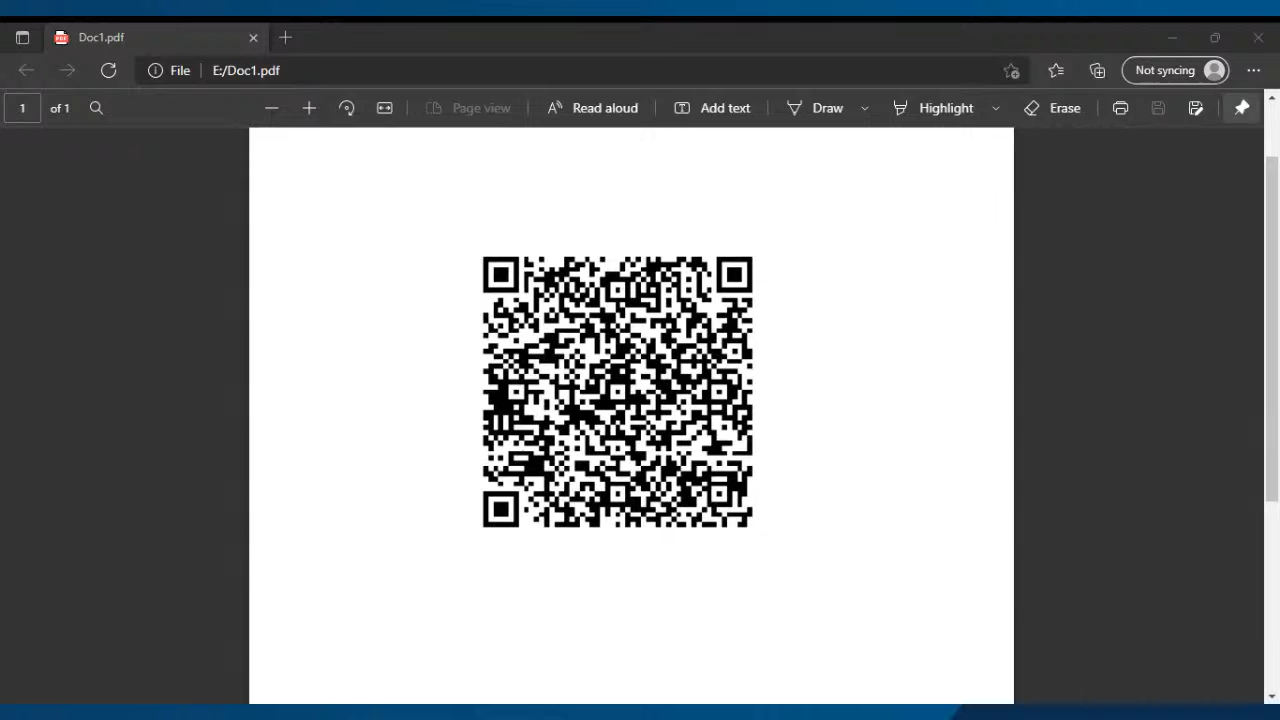 PDF Doc1.pdf
File E:/Doc1.pdf Not syncing
1 of 1 Page view Read aloud Add text Draw Highlight Erase